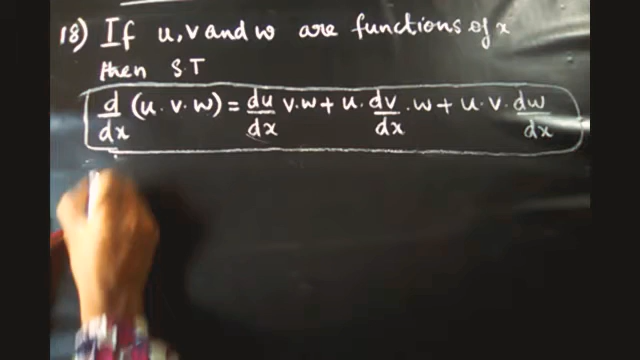 18) If u, v and w are functions of x
then S.T
d/dx (u · v · w) = du/dx v·w + u · dv/dx · w + u · v · dw/dx